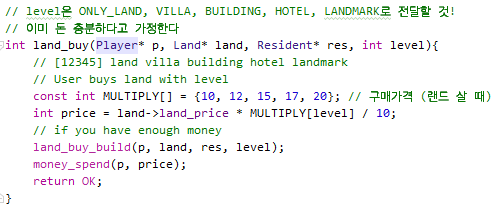 // level은 ONLY_LAND, VILLA, BUILDING, HOTEL, LANDMARK로 전달할 것!
// 이미 돈 충분하다고 가정한다
int land_buy(Player* p, Land* land, Resident* res, int level){
// [12345] land villa building hotel landmark
// User buys land with level
const int MULTIPLY[] = {10, 12, 15, 17, 20}; // 구매가격 (랜드 살 때)
int price = land->land_price * MULTIPLY[level] / 10;
// if you have enough money
land_buy_build(p, land, res, level);
money_spend(p, price);
return OK;
}